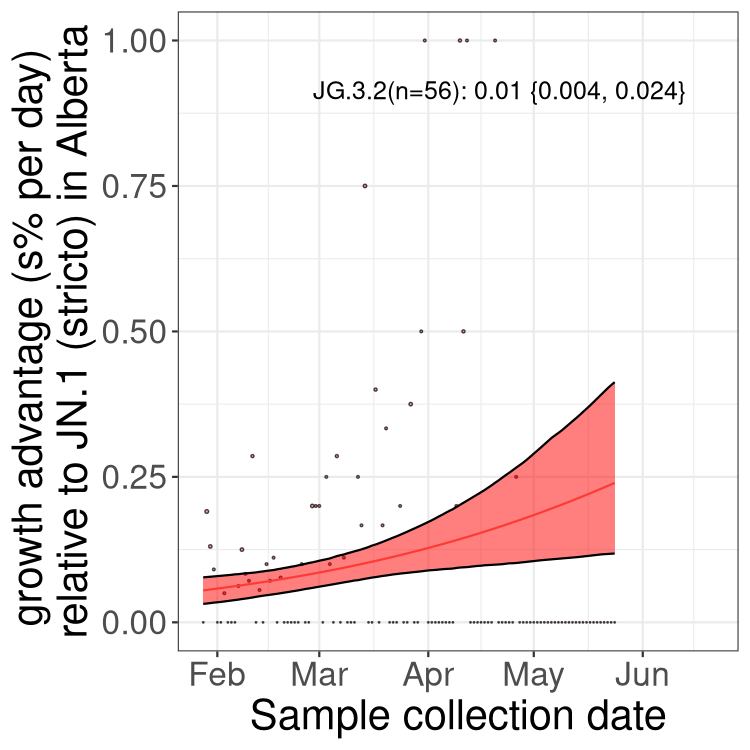 growth advantage (s% per day)
relative to JN.1 (stricto) in Alberta
1.00
0.75
0.50
0.25
0.00
JG.3.2(n=56): 0.01 {0.004, 0.024}
Feb Mar Apr May Jun
Sample collection date